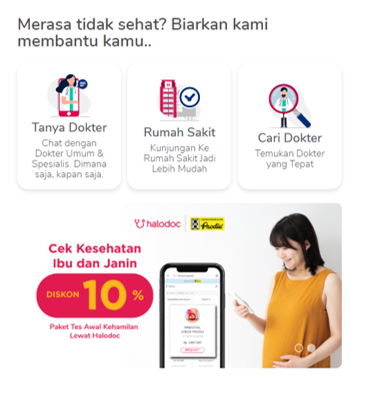 Merasa tidak sehat? Biarkan kami
membantu kamu..
Tanya Dokter
Chat dengan
Dokter Umum &
Spesialis. Dimana
saja, kapan saja.
Rumah Sakit
Kunjungan Ke
Rumah Sakit Jadi
Lebih Mudah
Cari Dokter
Temukan Dokter
yang Tepat
halodoc
Prodia
Cek Kesehatan
Ibu dan Janin
DISKON 10 %
Paket Tes Awal Kehamilan
Lewat Halodoc